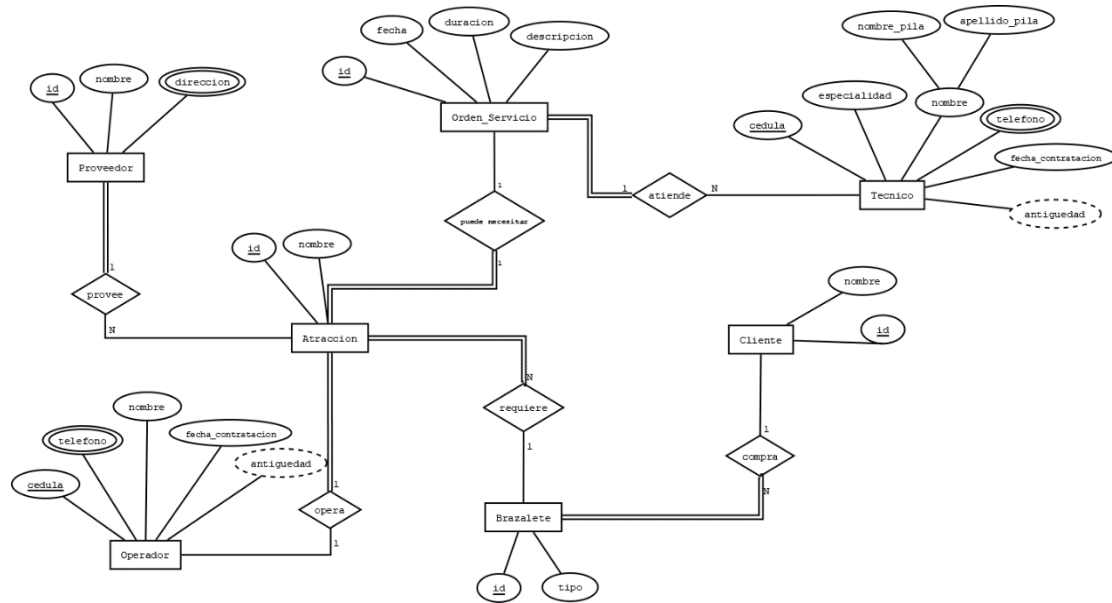 nombre_pila
apellido_pila
fecha
duracion
descripcion
id
nombre
direccion
id
especialidad
nombre
telefono
cedula
Orden_Servicio
fecha_contratacion
Proveedor
1
atiende
N
Tecnico
1
antiguedad
puede necesitar
id
nombre
1
1
provee
nombre
N
Atraccion
Cliente
id
N
requiere
nombre
1
1
telefono
fecha_contratacion
compra
antiguedad
cedula
1
N
opera
Brazalete
1
Operador
id
tipo